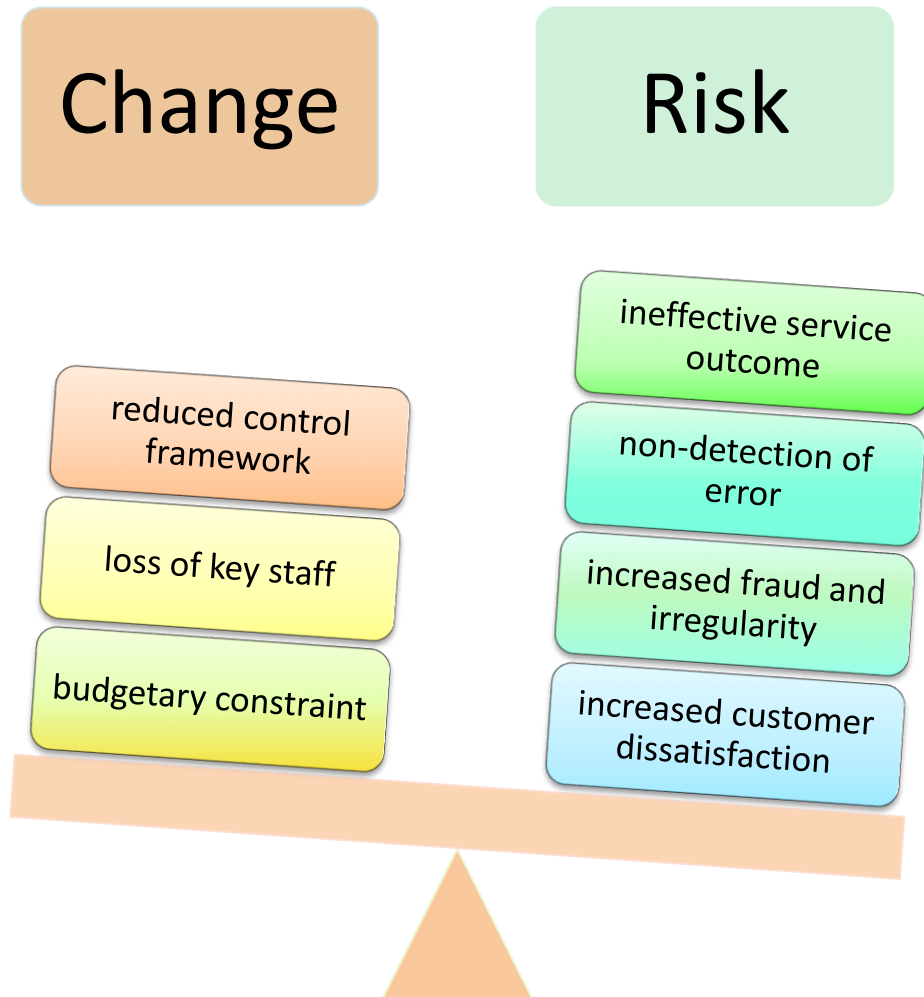 Change
Risk
reduced control
framework
loss of key staff
budgetary constraint
ineffective service
outcome
non-detection of
error
increased fraud and
irregularity
increased customer
dissatisfaction